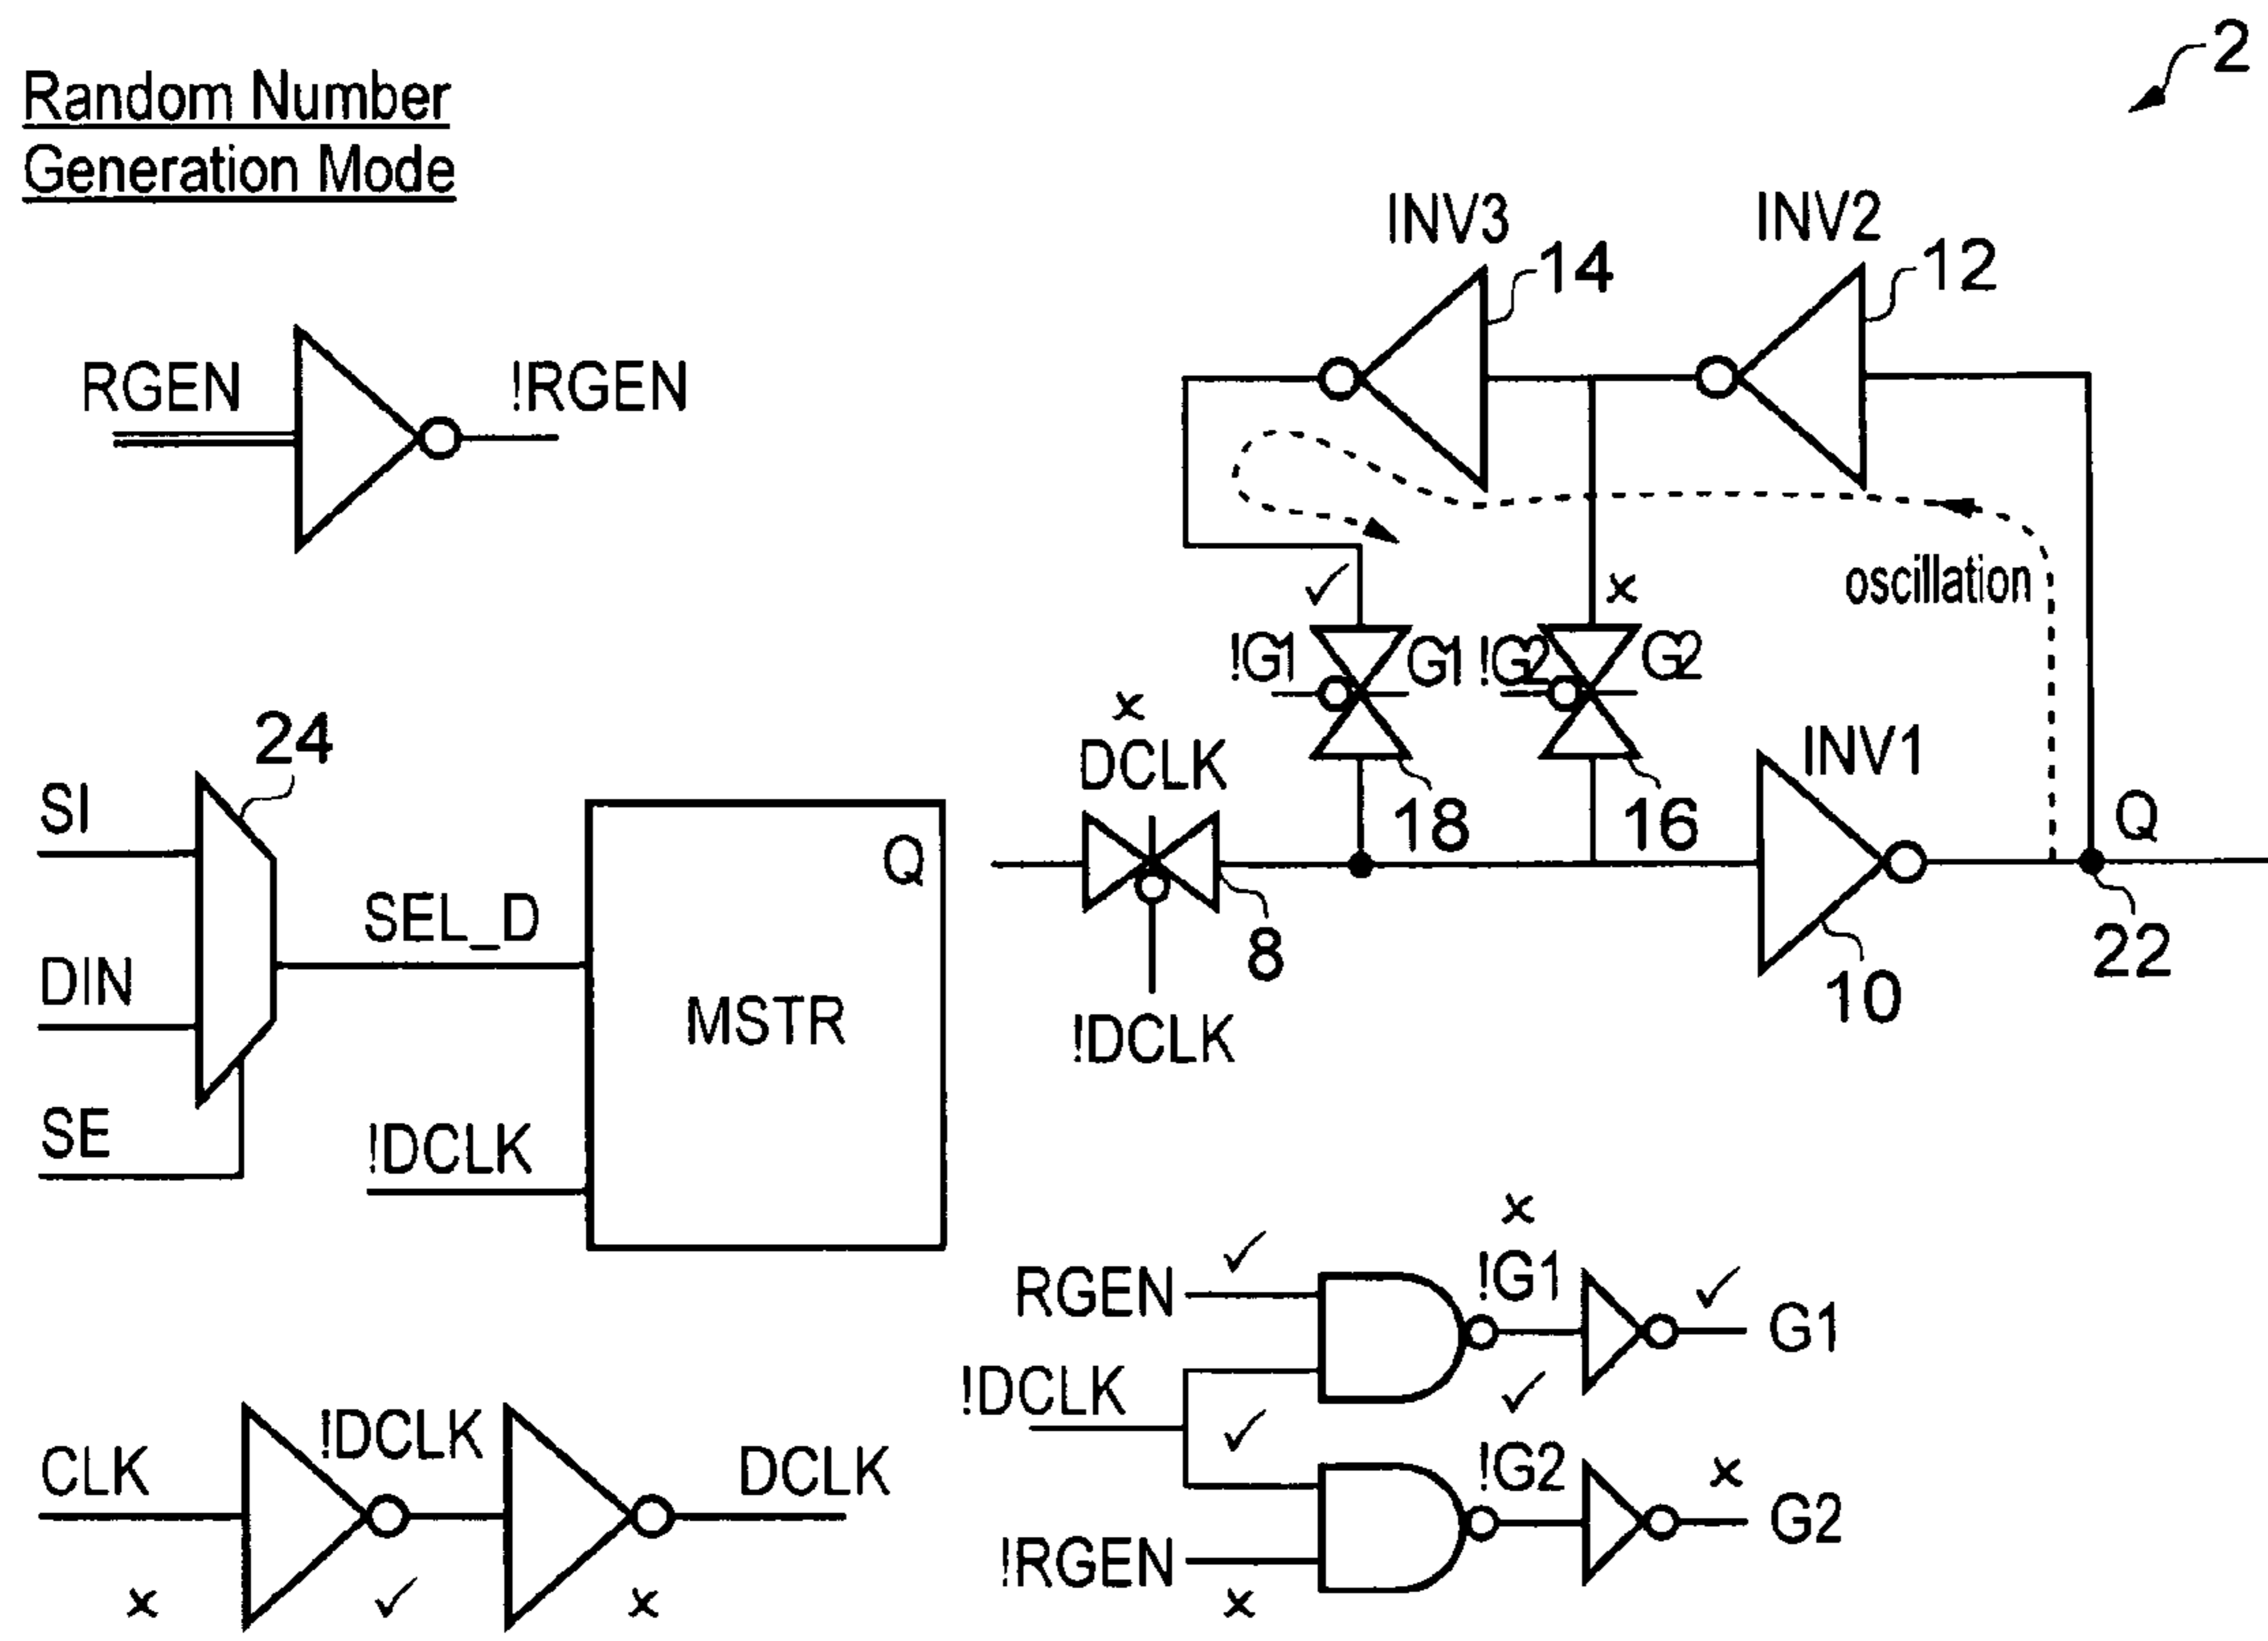 2
Random Number
Generation Mode
INV3
INV2
14
12
RGEN
!RGEN
oscillation
!G1
G1
!G2
G2
x
DCLK
INV1
24
SI
18
16
Q
Q
SEL_D
8
22
DIN
10
MSTR
!DCLK
SE
!DCLK
x
RGEN
!G1
G1
!DCLK
CLK
!DCLK
DCLK
!G2
x
G2
!RGEN
x
x
x
x